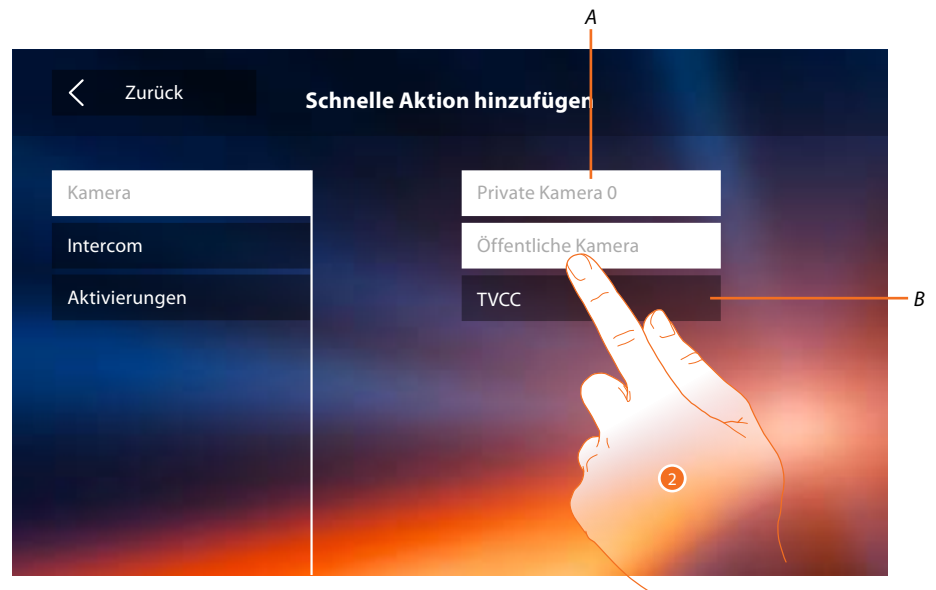 A
Zurück
Schnelle Aktion hinzufügen
Kamera
Private Kamera 0
Intercom
Öffentliche Kamera
Aktivierungen
TVCC
B
2